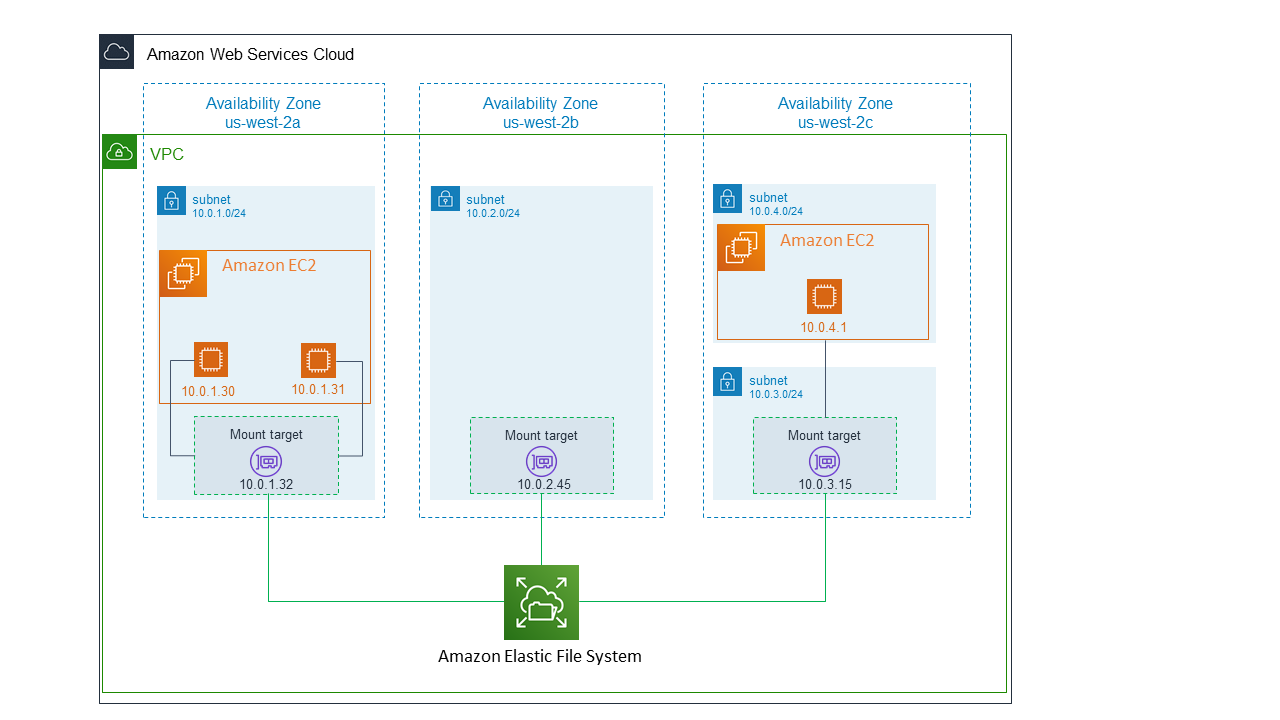 Amazon Web Services Cloud
Availability Zone
us-west-2a
Availability Zone
us-west-2b
Availability Zone
us-west-2c
VPC
subnet
10.0.1.0/24
Amazon EC2
10.0.1.30
10.0.1.31
Mount target
10.0.1.32
subnet
10.0.2.0/24
Mount target
10.0.2.45
subnet
10.0.4.0/24
Amazon EC2
10.0.4.1
subnet
10.0.3.0/24
Mount target
10.0.3.15
Amazon Elastic File System